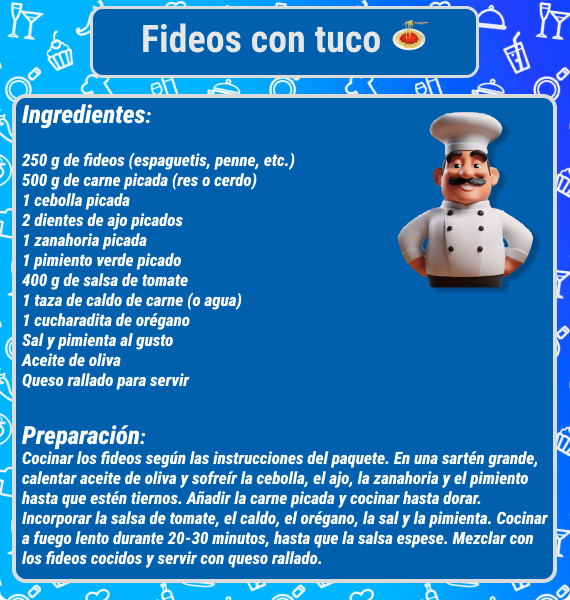 Fideos con tuco 🍝
Ingredientes:
250 g de fideos (espaguetis, penne, etc.)
500 g de carne picada (res o cerdo)
1 cebolla picada
2 dientes de ajo picados
1 zanahoria picada
1 pimiento verde picado
400 g de salsa de tomate
1 taza de caldo de carne (o agua)
1 cucharadita de orégano
Sal y pimienta al gusto
Aceite de oliva
Queso rallado para servir
Preparación:
Cocinar los fideos según las instrucciones del paquete. En una sartén grande,
calentar aceite de oliva y sofreír la cebolla, el ajo, la zanahoria y el pimiento
hasta que estén tiernos. Añadir la carne picada y cocinar hasta dorar.
Incorporar la salsa de tomate, el caldo, el orégano, la sal y la pimienta. Cocinar
a fuego lento durante 20-30 minutos, hasta que la salsa espese. Mezclar con
los fideos cocidos y servir con queso rallado.